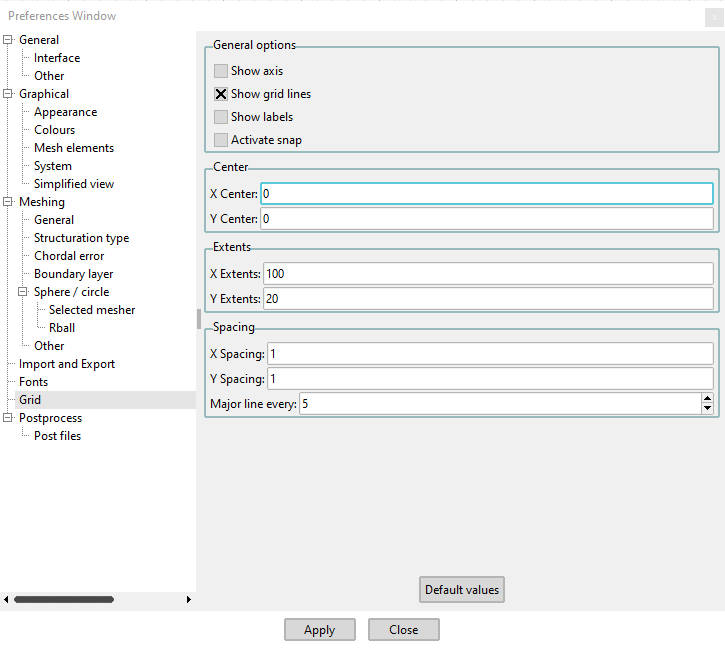 Preferences Window
General
Interface
Other
Graphical
Appearance
Colours
Mesh elements
System
Simplified view
Meshing
General
Structuration type
Chordal error
Boundary layer
Sphere / circle
Selected mesher
Rball
Other
Import and Export
Fonts
Grid
Postprocess
Post files
General options
Show axis
Show grid lines
Show labels
Activate snap
Center
X Center: 0
Y Center: 0
Extents
X Extents: 100
Y Extents: 20
Spacing
X Spacing: 1
Y Spacing: 1
Major line every: 5
Default values
Apply Close